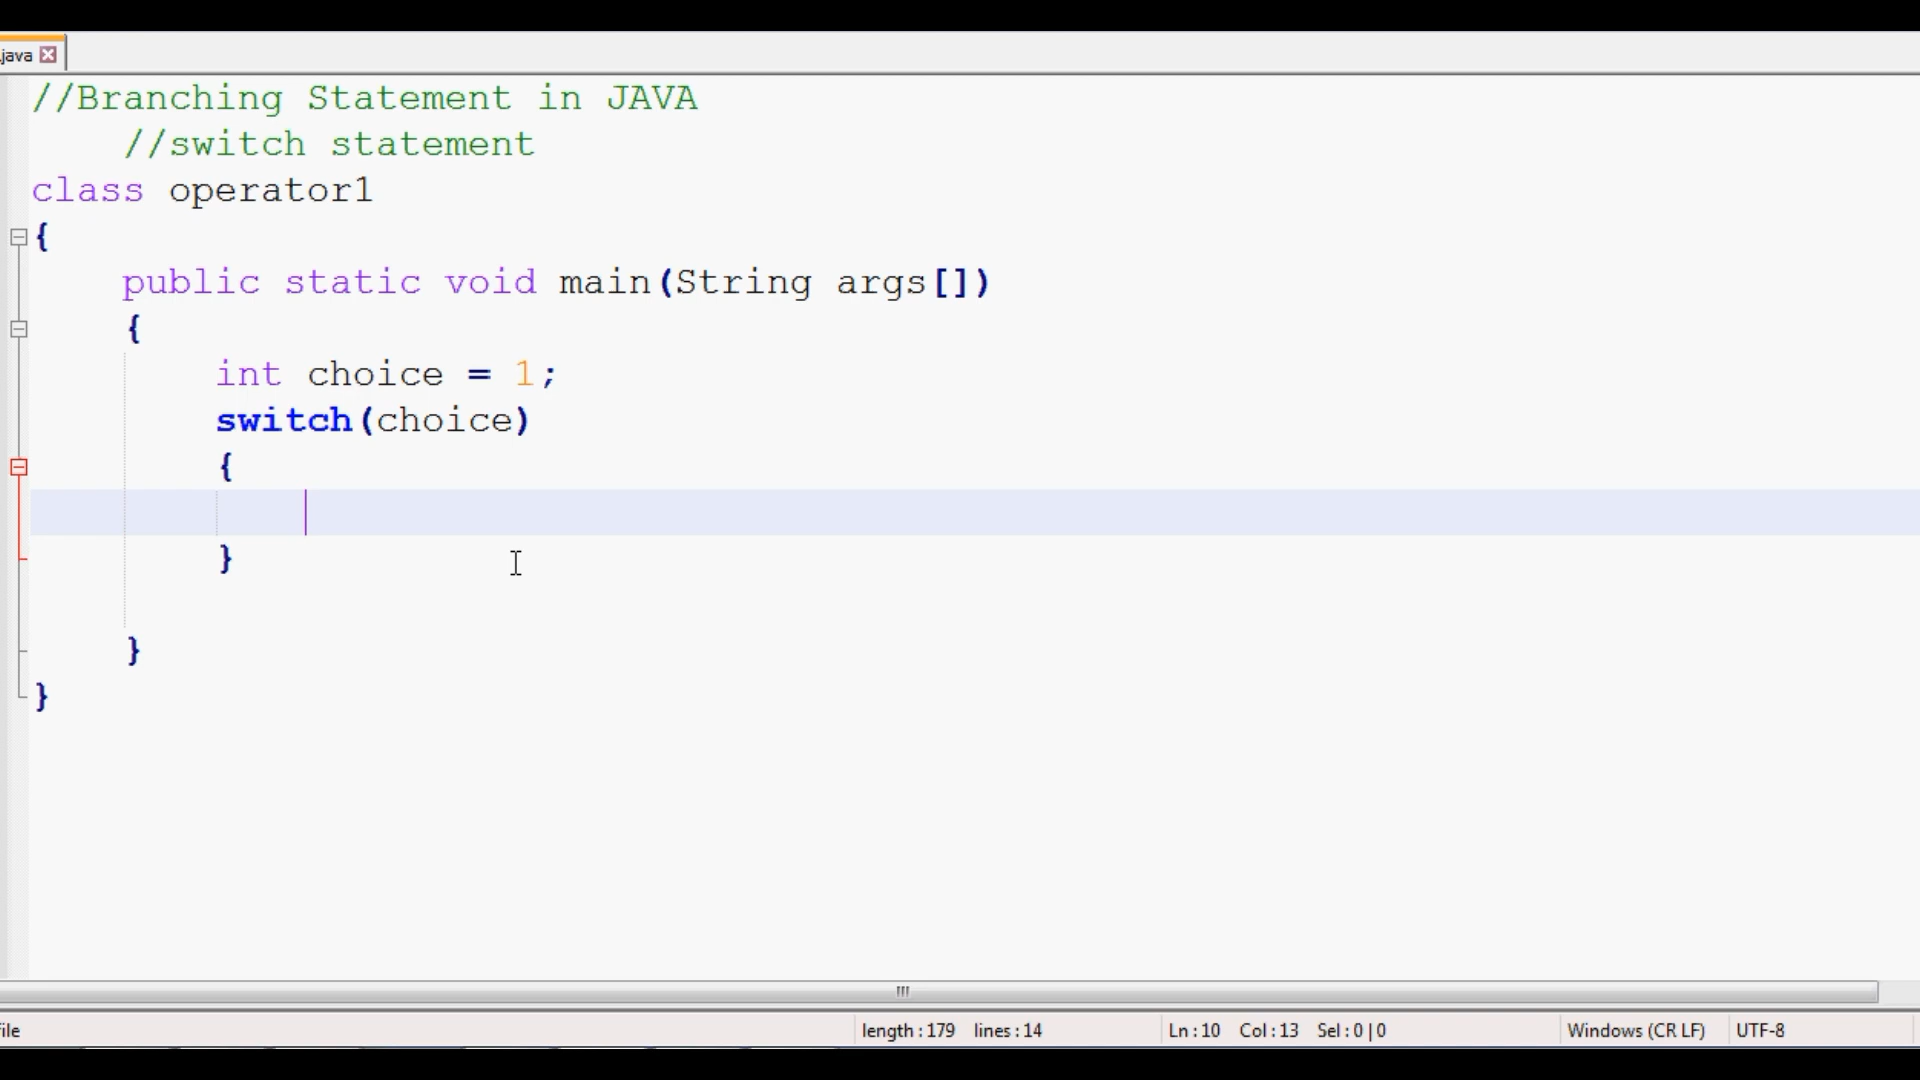 java
//Branching Statement in JAVA
//switch statement
class operator1
{
public static void main(String args[])
{
int choice = 1;
switch(choice)
{
}
}
}
file
length : 179 lines : 14 Ln : 10 Col : 13 Sel : 0 | 0 Windows (CR LF) UTF-8